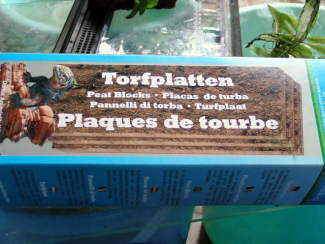 Torfplatten
Peat Blocks • Placas de turba
Pannelli di torba • Turfplaat
Plaques de tourbe